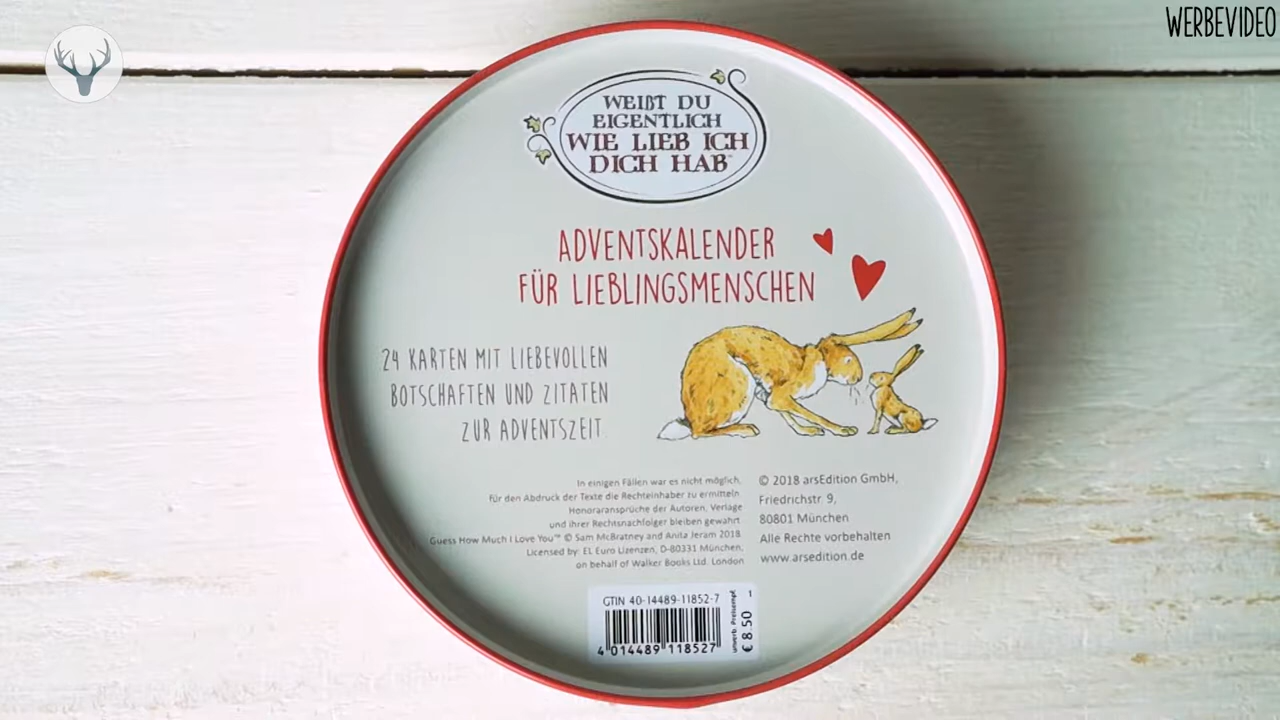 WERBEVIDEO
WEIßT DU
EIGENTLICH
WIE LIEB ICH
DICH HAB™
ADVENTSKALENDER
FÜR LIEBLINGSMENSCHEN
24 KARTEN MIT LIEBEVOLLEN
BOTSCHAFTEN UND ZITATEN
ZUR ADVENTSZEIT.
In einigen Fällen war es nicht möglich,
für den Abdruck der Texte die Rechteinhaber zu ermitteln.
Honoraransprüche der Autoren, Verlage
und ihrer Rechtsnachfolger bleiben gewahrt.
Guess How Much I Love You™ © Sam McBratney and Anita Jeram 2018.
Licensed by: EL Euro Lizenzen, D-80331 München,
on behalf of Walker Books Ltd. London
© 2018 arsEdition GmbH,
Friedrichstr. 9,
80801 München
Alle Rechte vorbehalten
www.arsedition.de
GTIN 40-14489-11852-7
4 014489 118527
unverb. Preisempf.
€ 8,50
1